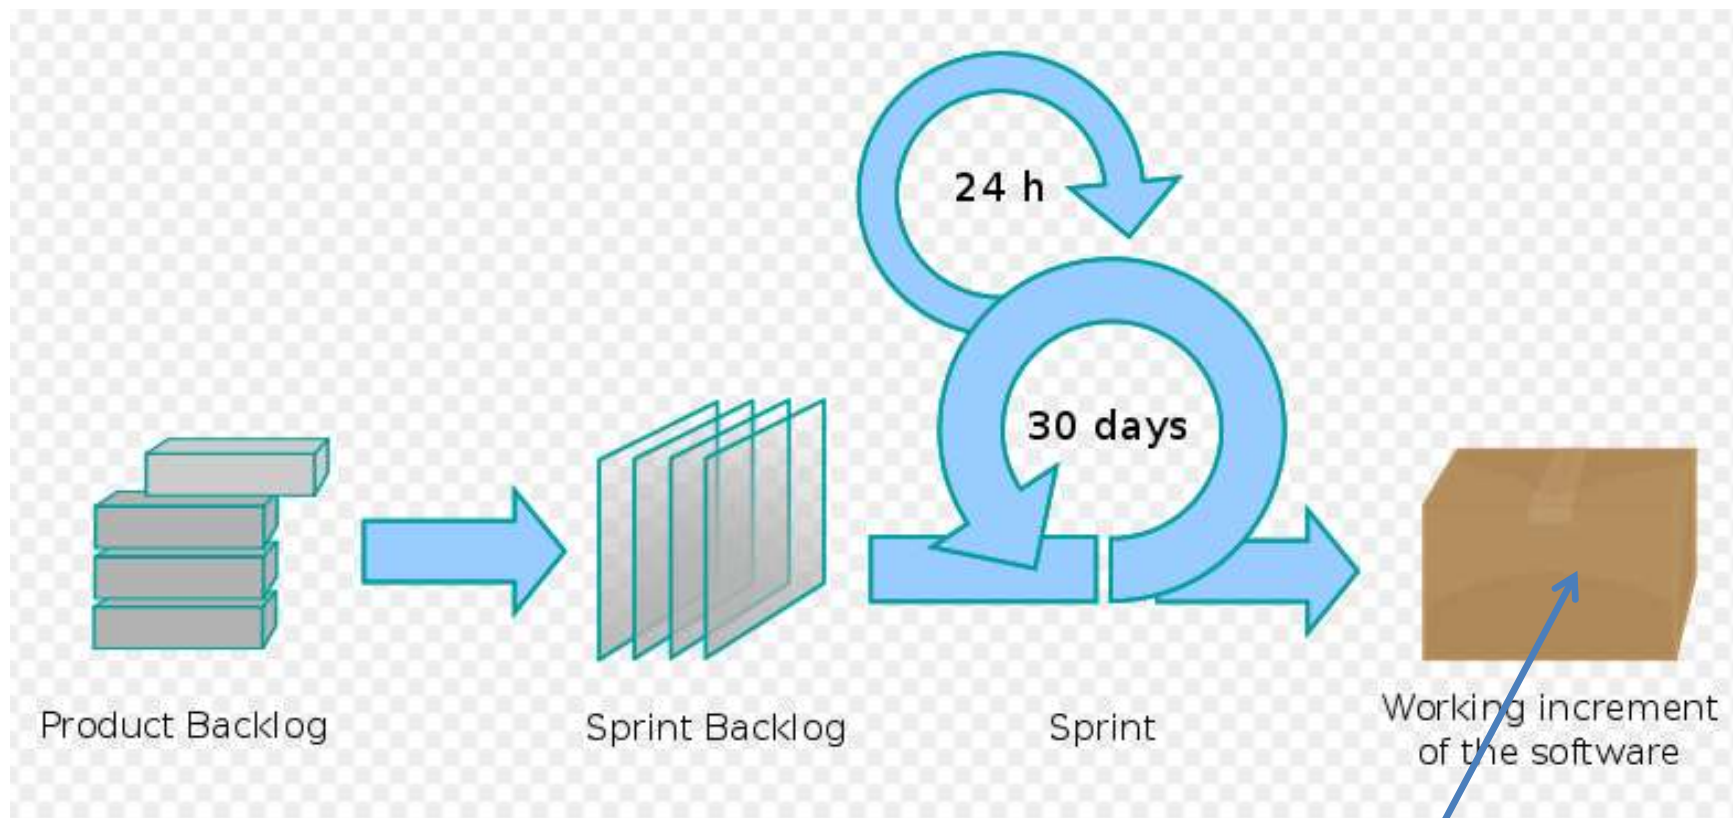 24 h
30 days
Product Backlog
Sprint Backlog
Sprint
Working increment
of the software